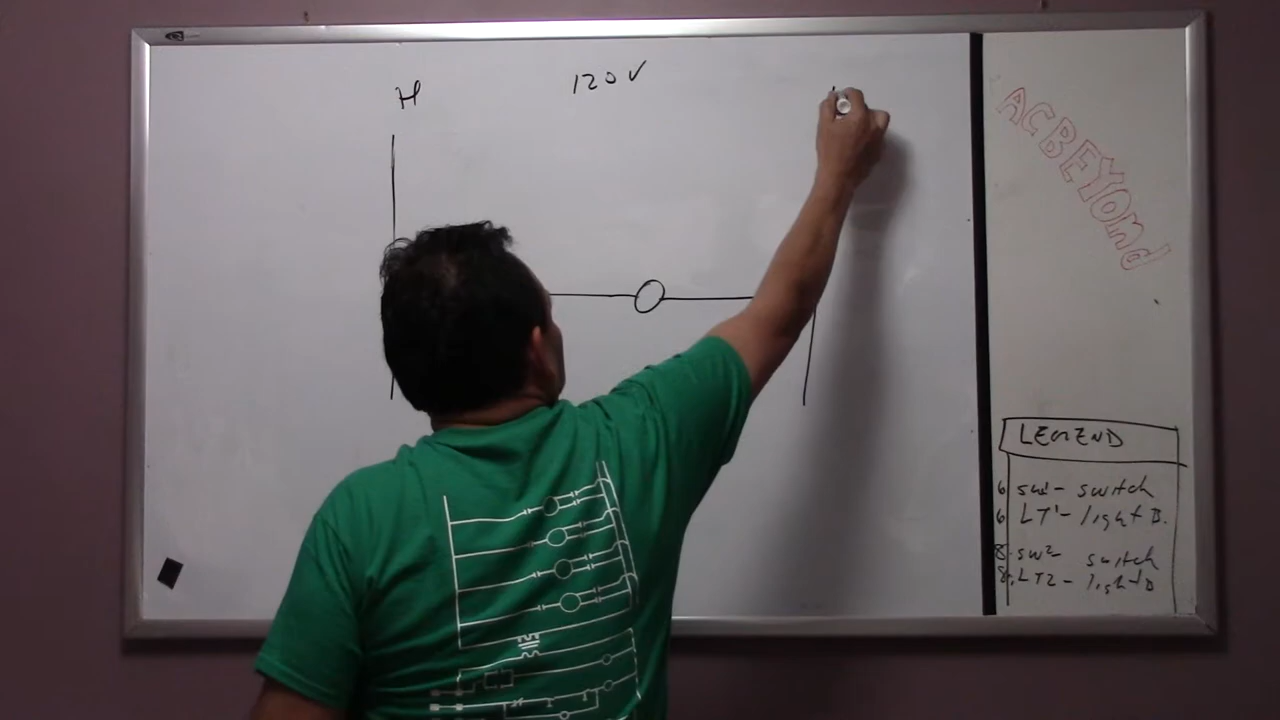 H
120V
ACBEYOnd
LEGEND
6 SW1- switch
6 LT1- light B.
8. SW2- switch
8. LT2- light B